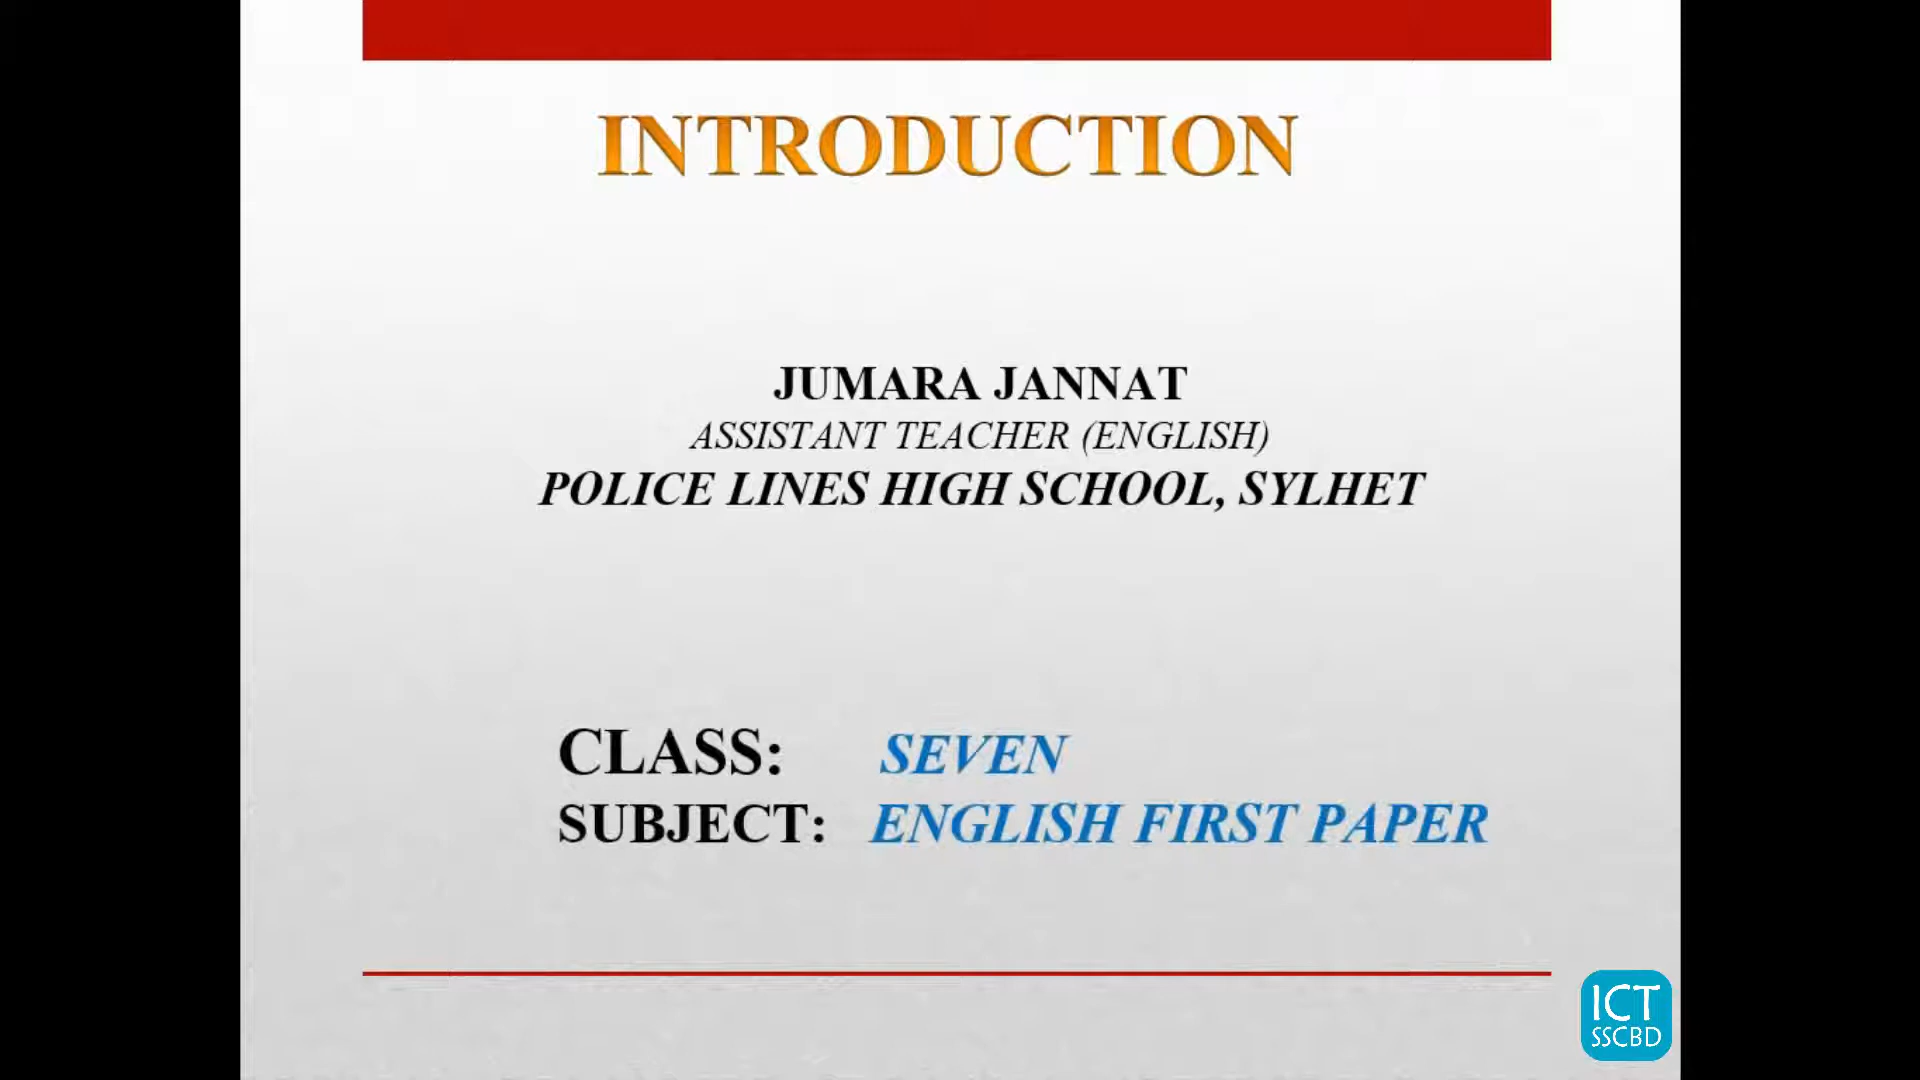 INTRODUCTION
JUMARA JANNAT
ASSISTANT TEACHER (ENGLISH)
POLICE LINES HIGH SCHOOL, SYLHET
CLASS: SEVEN
SUBJECT: ENGLISH FIRST PAPER
ICT
SSCBD